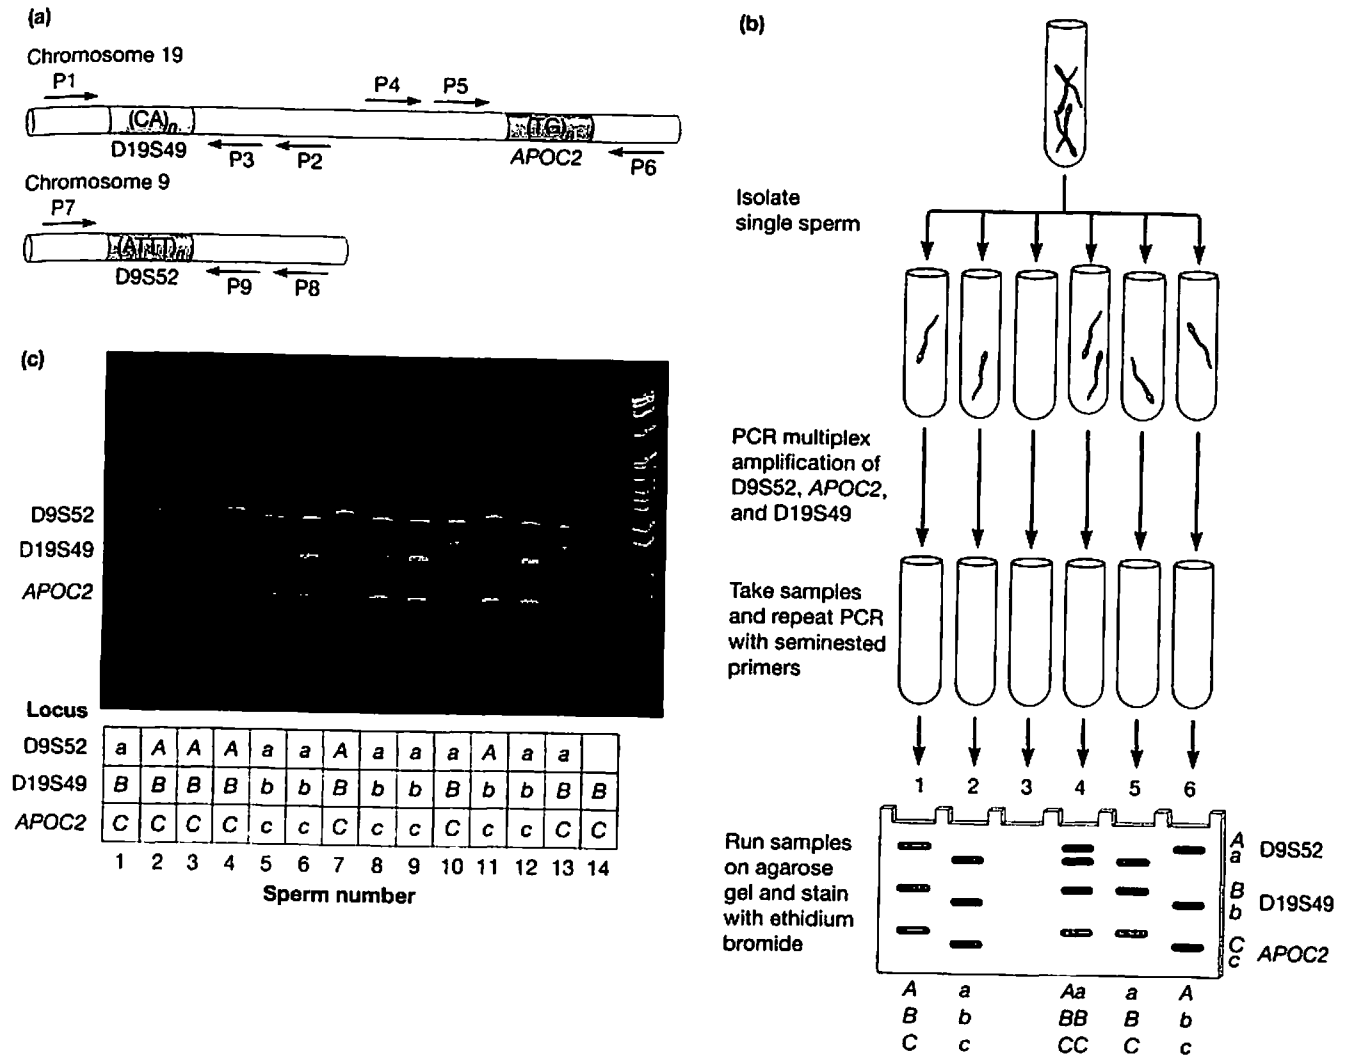 (a)
Chromosome 19
P1
P4
P5
(CA)n
(TG)n
D19S49
P3
P2
APOC2
P6
Chromosome 9
P7
(ATTT)n
D9S52
P9
P8
(b)
Isolate
single sperm
PCR multiplex
amplification of
D9S52, APOC2,
and D19S49
Take samples
and repeat PCR
with seminested
primers
1 2 3 4 5 6
Run samples
on agarose
gel and stain
with ethidium
bromide
A
a D9S52
B
b D19S49
C
c APOC2
A a Aa a A
B b BB B b
C c CC C c
(c)
D9S52
D19S49
APOC2
Locus
D9S52 a A A A a a A a a a A a a
D19S49 B B B B b b B b b B b b B B
APOC2 C C C C c c C c c C c c C C
1 2 3 4 5 6 7 8 9 10 11 12 13 14
Sperm number